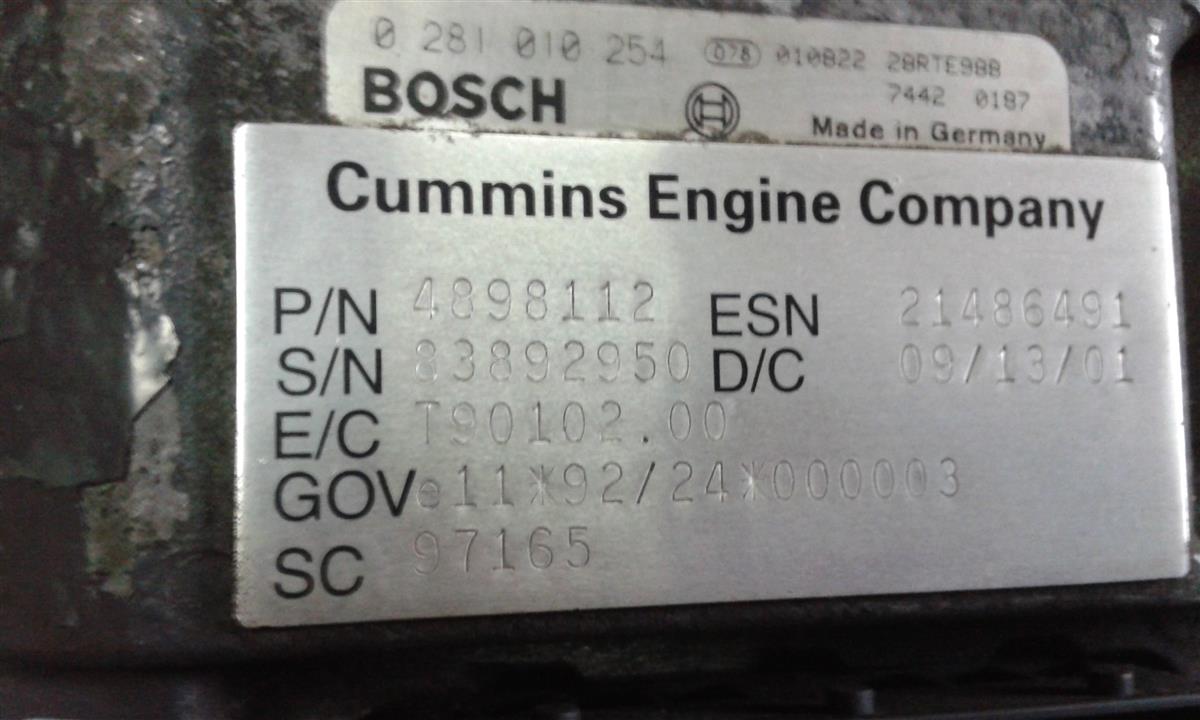 0 281 010 254 078 010822 28RTE988
BOSCH 7442 0187
Made in Germany
Cummins Engine Company
P/N 4898112 ESN 21486491
S/N 83892950 D/C 09/13/01
E/C T90102.00
GOV e11*92/24*000003
SC 97165